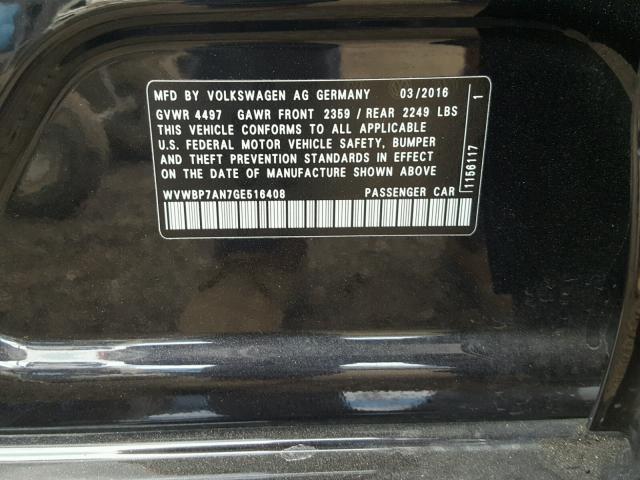 MFD BY VOLKSWAGEN AG GERMANY 03/2016
GVWR 4497 GAWR FRONT 2359 / REAR 2249 LBS
THIS VEHICLE CONFORMS TO ALL APPLICABLE
U.S. FEDERAL MOTOR VEHICLE SAFETY, BUMPER
AND THEFT PREVENTION STANDARDS IN EFFECT
ON THE DATE OF MANUFACTURE SHOWN ABOVE
WVWBP7AN7GE516408 PASSENGER CAR
1156117 1